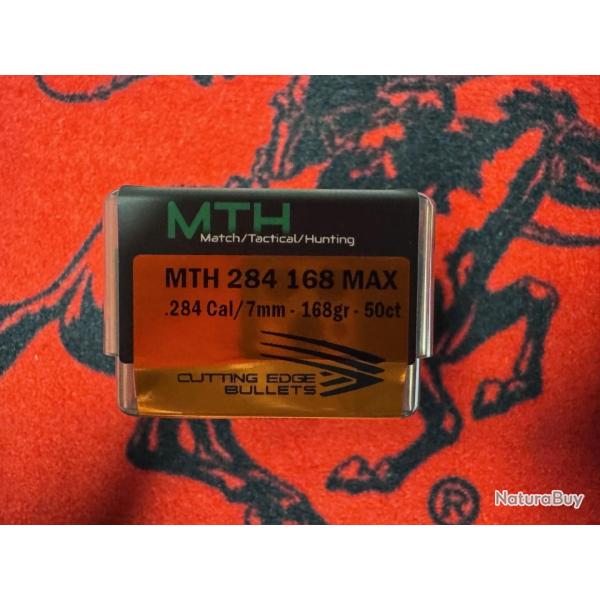 MTH
Match/Tactical/Hunting
MTH 284 168 MAX
.284 Cal/7mm - 168gr - 50ct
CUTTING EDGE
BULLETS
®
NaturaBuy